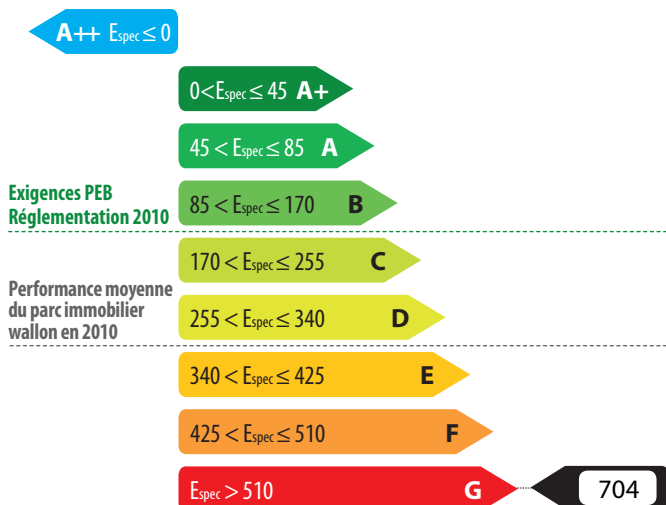 A++ Espec ≤ 0
0<Espec ≤ 45 A+
45 < Espec ≤ 85 A
Exigences PEB
Réglementation 2010
85 < Espec ≤ 170 B
170 < Espec ≤ 255 C
Performance moyenne
du parc immobilier
wallon en 2010
255 < Espec ≤ 340 D
340 < Espec ≤ 425 E
425 < Espec ≤ 510 F
Espec > 510 G
704